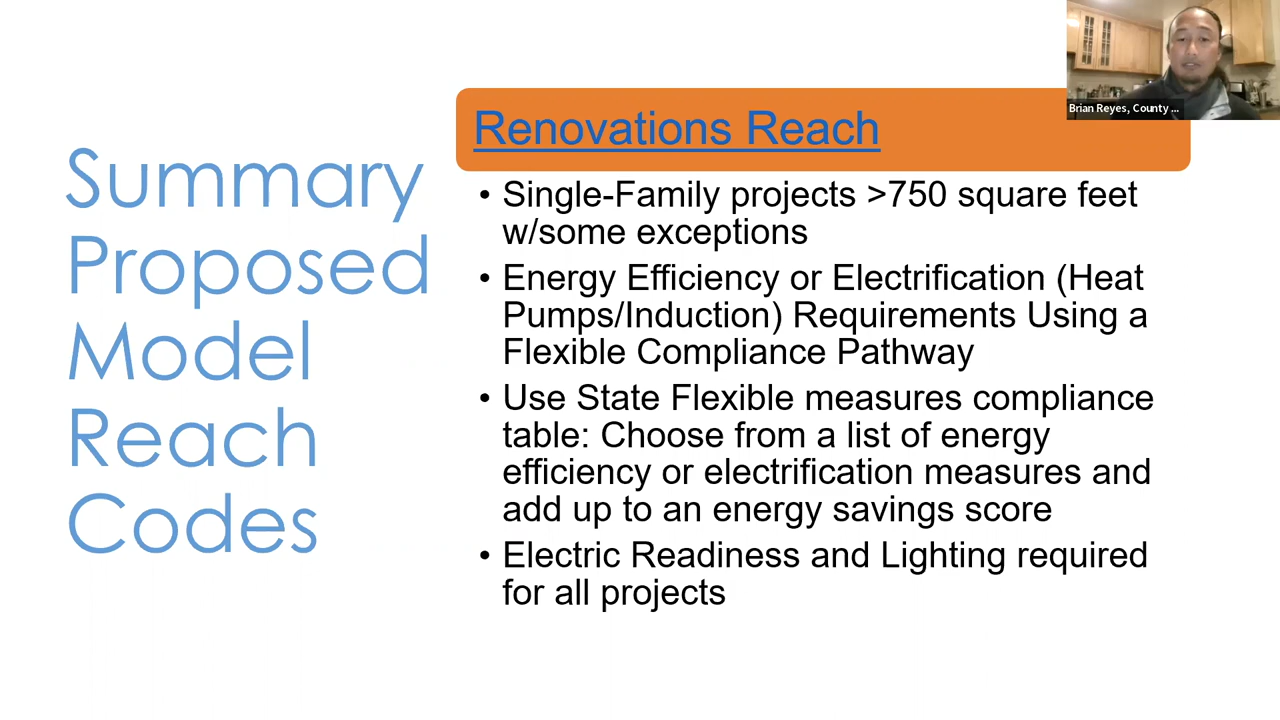 Summary
Proposed
Model
Reach
Codes
Renovations Reach
• Single-Family projects >750 square feet
w/some exceptions
• Energy Efficiency or Electrification (Heat
Pumps/Induction) Requirements Using a
Flexible Compliance Pathway
• Use State Flexible measures compliance
table: Choose from a list of energy
efficiency or electrification measures and
add up to an energy savings score
• Electric Readiness and Lighting required
for all projects
Brian Reyes, County ...